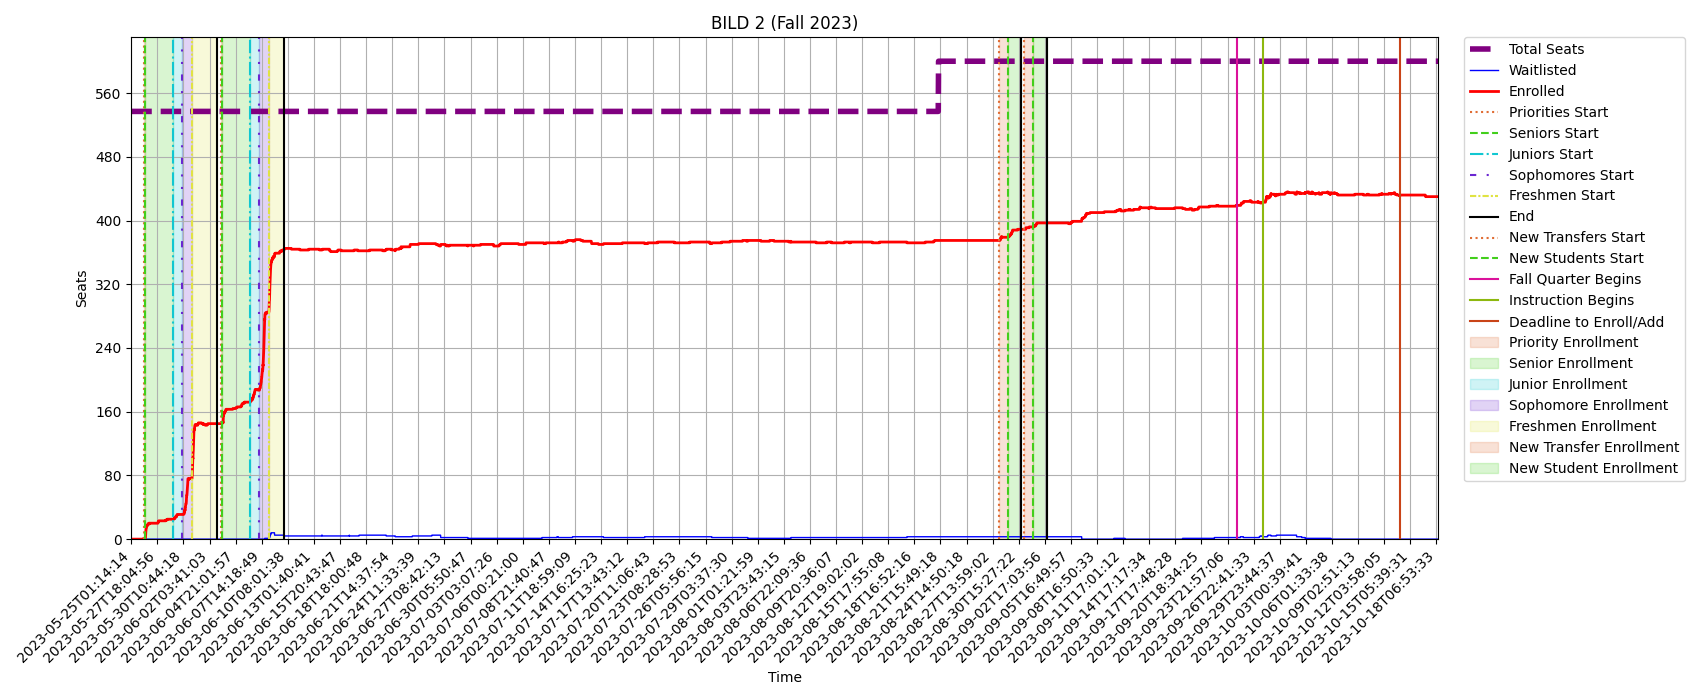 BILD 2 (Fall 2023)
Seats
560
480
400
320
240
160
80
0
2023-05-25T01:14:14
2023-05-27T18:04:56
2023-05-30T10:44:18
2023-06-02T03:41:03
2023-06-04T21:01:57
2023-06-07T14:18:49
2023-06-10T08:01:38
2023-06-13T01:40:41
2023-06-15T20:43:47
2023-06-18T18:00:48
2023-06-21T14:37:54
2023-06-24T11:33:39
2023-06-27T08:42:13
2023-06-30T05:50:47
2023-07-03T03:07:26
2023-07-06T00:21:00
2023-07-08T21:40:47
2023-07-11T18:59:09
2023-07-14T16:25:23
2023-07-17T13:43:12
2023-07-20T11:06:43
2023-07-23T08:28:53
2023-07-26T05:56:15
2023-07-29T03:37:30
2023-08-01T01:21:59
2023-08-03T23:43:15
2023-08-06T22:09:36
2023-08-09T20:36:07
2023-08-12T19:02:02
2023-08-15T17:55:08
2023-08-18T16:52:16
2023-08-21T15:49:18
2023-08-24T14:50:18
2023-08-27T13:59:02
2023-08-30T15:27:22
2023-09-02T17:03:56
2023-09-05T16:49:57
2023-09-08T16:50:33
2023-09-11T17:01:12
2023-09-14T17:17:34
2023-09-17T17:48:28
2023-09-20T18:34:25
2023-09-23T21:57:06
2023-09-26T22:41:33
2023-09-29T23:44:37
2023-10-03T00:39:41
2023-10-06T01:33:38
2023-10-09T02:51:13
2023-10-12T03:58:05
2023-10-15T05:39:31
2023-10-18T06:53:33
Time
Total Seats
Waitlisted
Enrolled
Priorities Start
Seniors Start
Juniors Start
Sophomores Start
Freshmen Start
End
New Transfers Start
New Students Start
Fall Quarter Begins
Instruction Begins
Deadline to Enroll/Add
Priority Enrollment
Senior Enrollment
Junior Enrollment
Sophomore Enrollment
Freshmen Enrollment
New Transfer Enrollment
New Student Enrollment